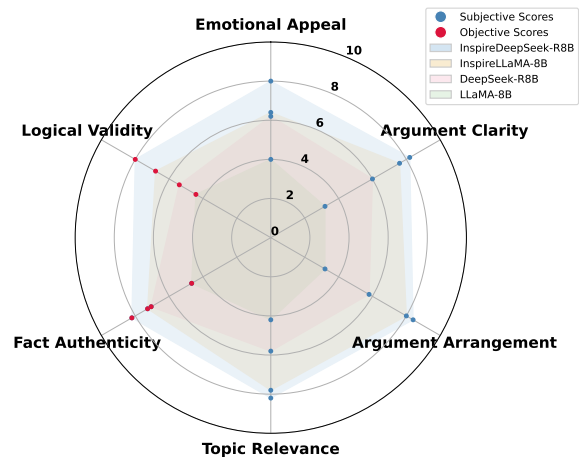 Subjective Scores
Objective Scores
InspireDeepSeek-R8B
InspireLLaMA-8B
DeepSeek-R8B
LLaMA-8B
Emotional Appeal
10
8
6
4
2
0
Logical Validity
Argument Clarity
Fact Authenticity
Argument Arrangement
Topic Relevance